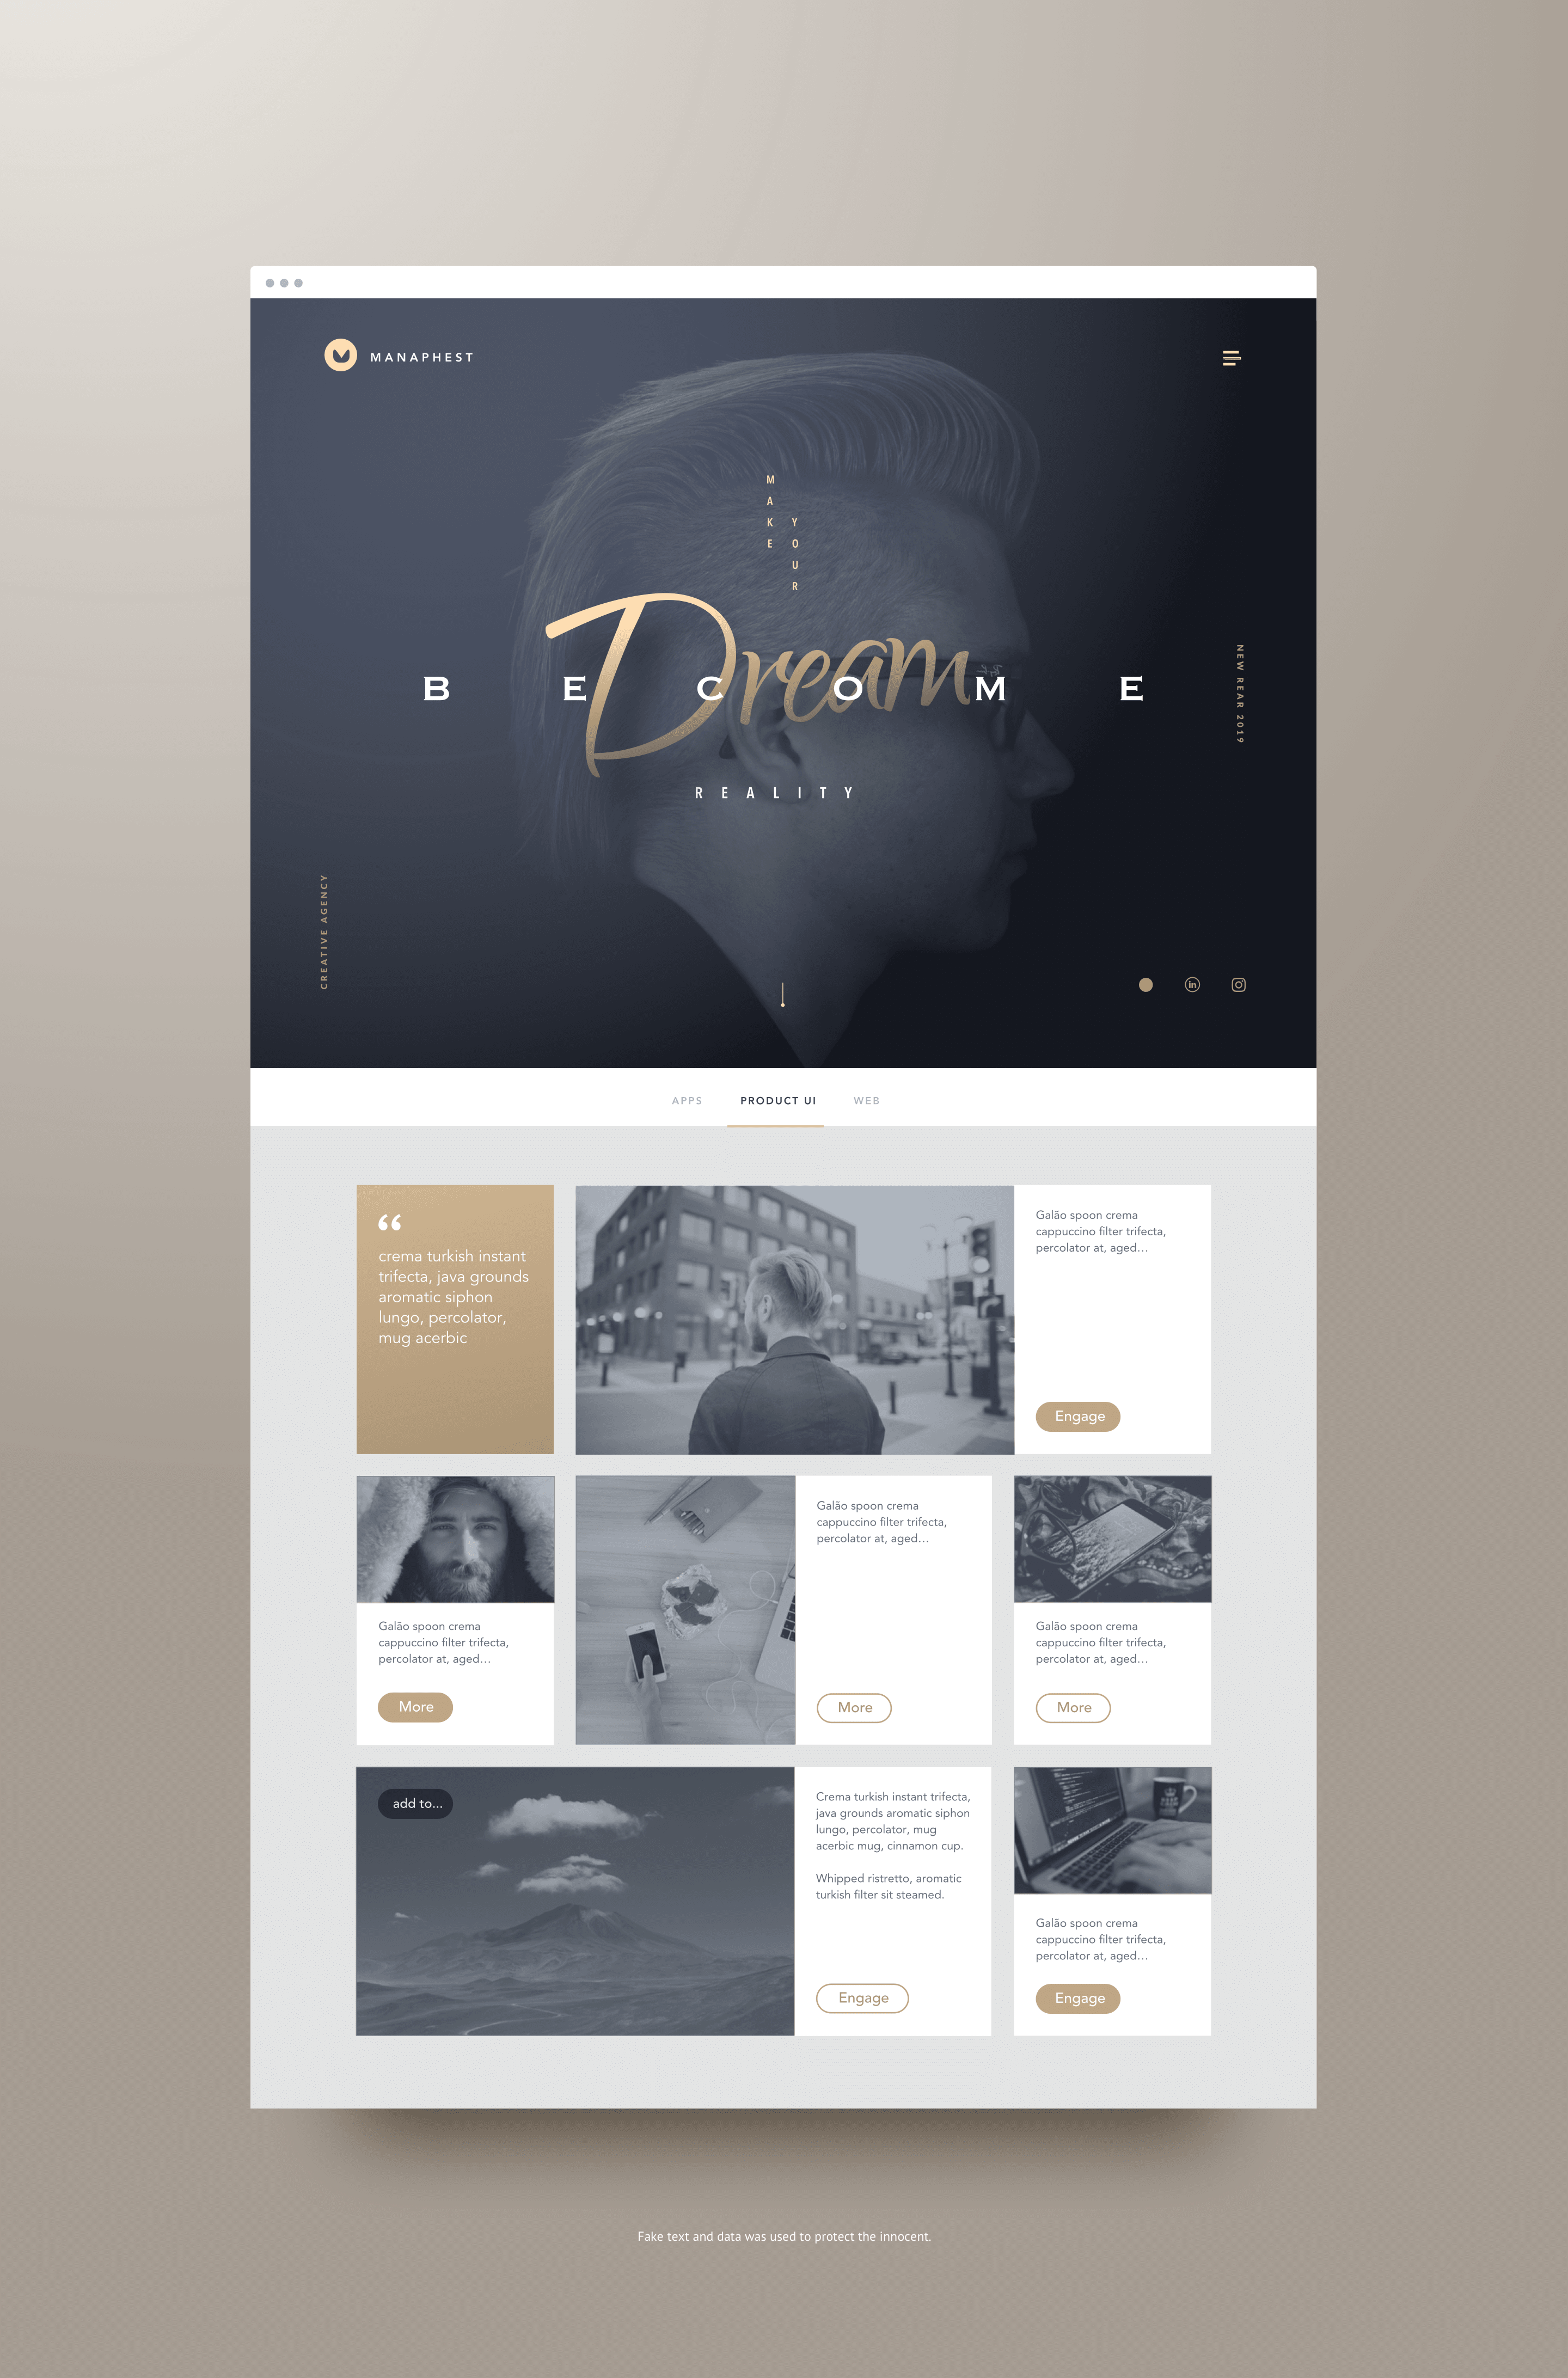 MANAPHEST
MAKE
YOUR
Dream
BECOME
REALITY
NEW REAR 2019
CREATIVE AGENCY
in
APPS
PRODUCT UI
WEB
“
crema turkish instant
trifecta, java grounds
aromatic siphon
lungo, percolator,
mug acerbic
Galão spoon crema
cappuccino filter trifecta,
percolator at, aged…
Engage
Galão spoon crema
cappuccino filter trifecta,
percolator at, aged…
More
Galão spoon crema
cappuccino filter trifecta,
percolator at, aged…
More
Galão spoon crema
cappuccino filter trifecta,
percolator at, aged…
More
add to...
Crema turkish instant trifecta,
java grounds aromatic siphon
lungo, percolator, mug
acerbic mug, cinnamon cup.
Whipped ristretto, aromatic
turkish filter sit steamed.
Engage
Galão spoon crema
cappuccino filter trifecta,
percolator at, aged…
Engage
Fake text and data was used to protect the innocent.